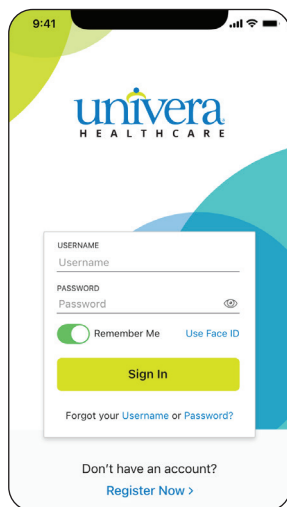 9:41
univera
HEALTHCARE
USERNAME
Username
PASSWORD
Password
Remember Me Use Face ID
Sign In
Forgot your Username or Password?
Don't have an account?
Register Now >